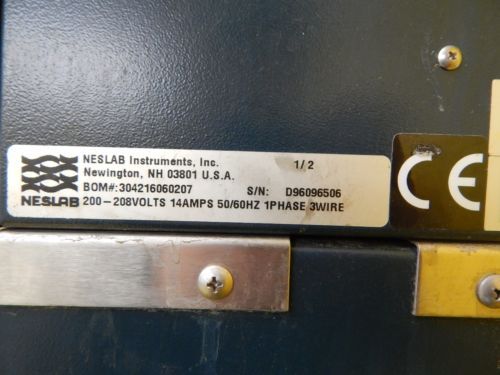 NESLAB Instruments, Inc. 1/2
Newington, NH 03801 U.S.A.
BOM#:304216060207 S/N: D96096506
NESLAB 200-208VOLTS 14AMPS 50/60HZ 1PHASE 3WIRE
CE